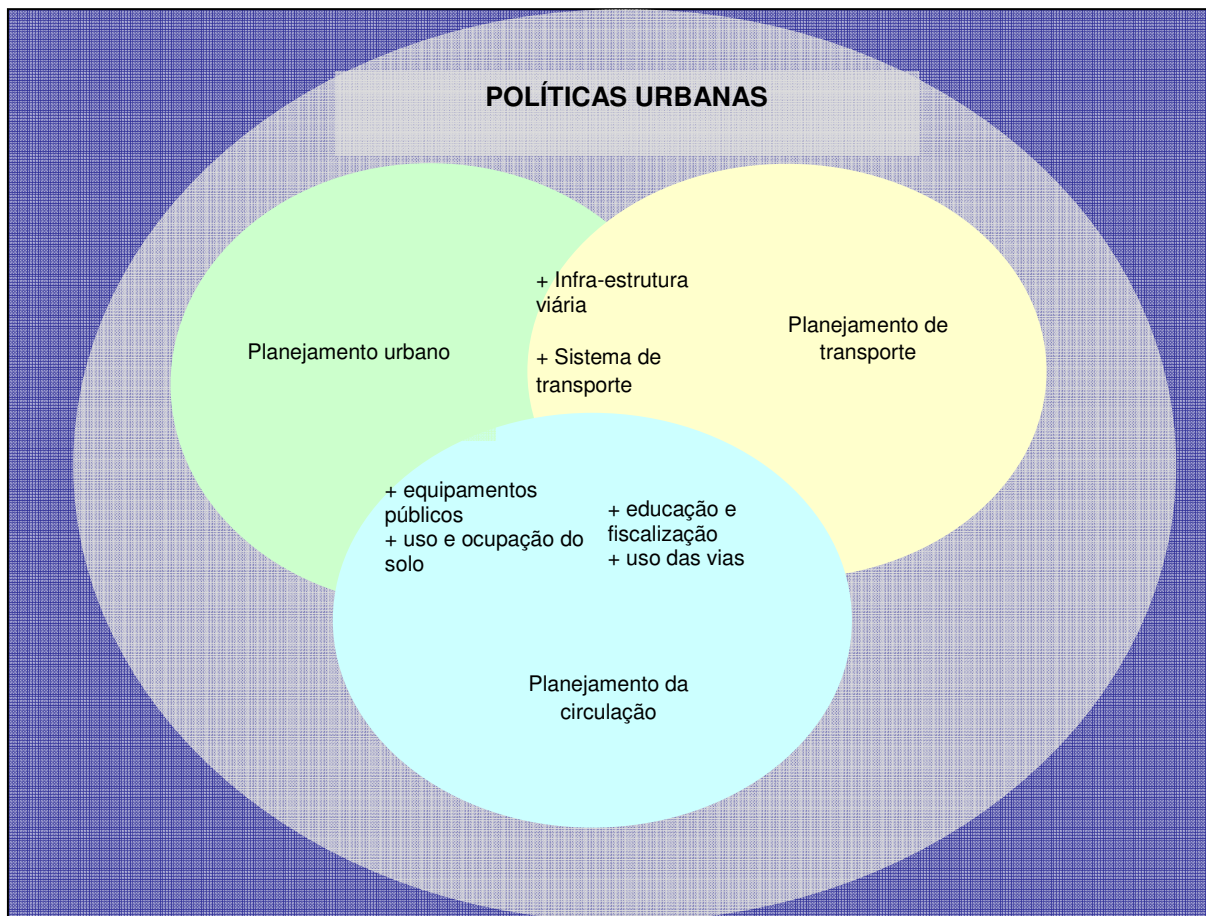 POLÍTICAS URBANAS
+ Infra-estrutura
viária
+ Sistema de
transporte
Planejamento urbano
Planejamento de
transporte
+ equipamentos
públicos
+ uso e ocupação do
solo
+ educação e
fiscalização
+ uso das vias
Planejamento da
circulação